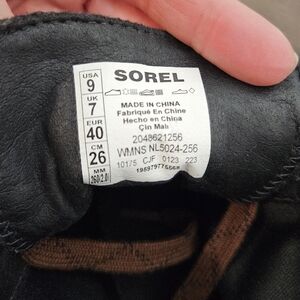 USA
9
UK
7
EUR
40
CM
26
MM
SOREL
MADE IN CHINA
Fabriqué En Chine
Hecho en China
Çin Malı
2048621256
WMNS NL5024-256
10175 CJF 0123 223